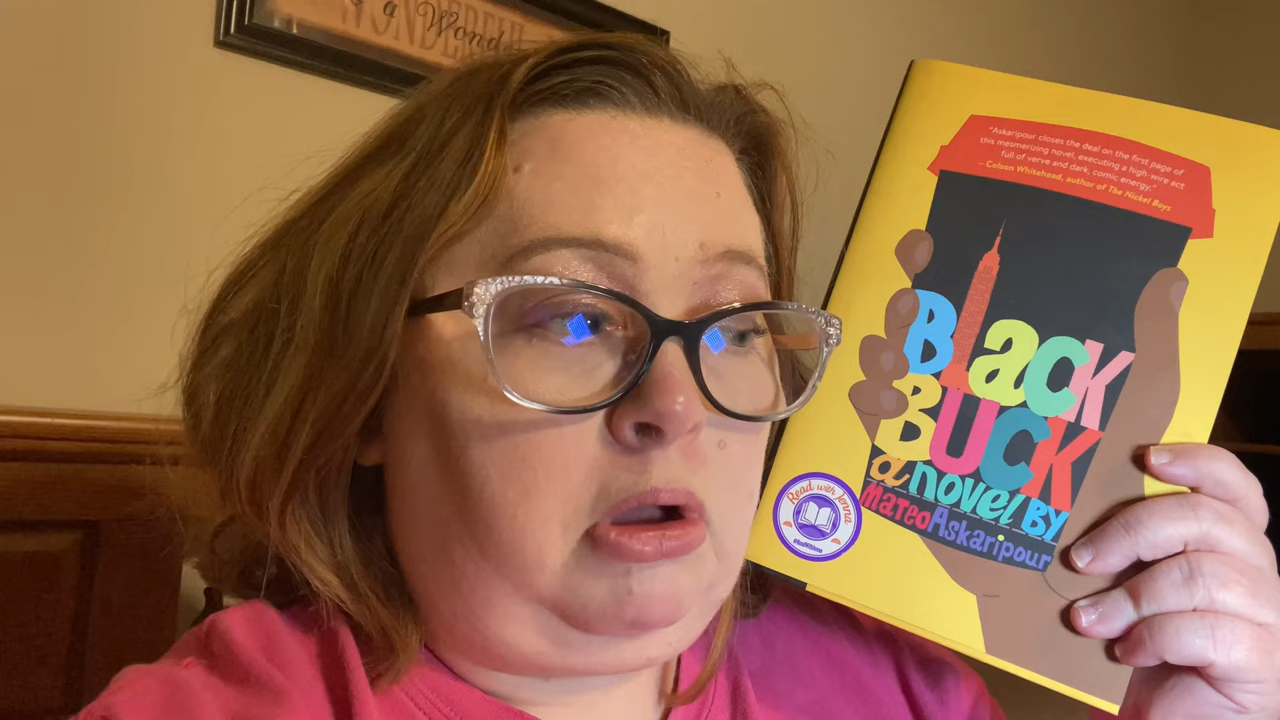 a Wonderful
WONDERFUL
"Askaripour closes the deal on the first page of
this mesmerizing novel, executing a high-wire act
full of verve and dark, comic energy."
– Colson Whitehead, author of The Nickel Boys
Black
BUCK
a novel BY
MATEO ASKARIPOUR
Read with Jenna